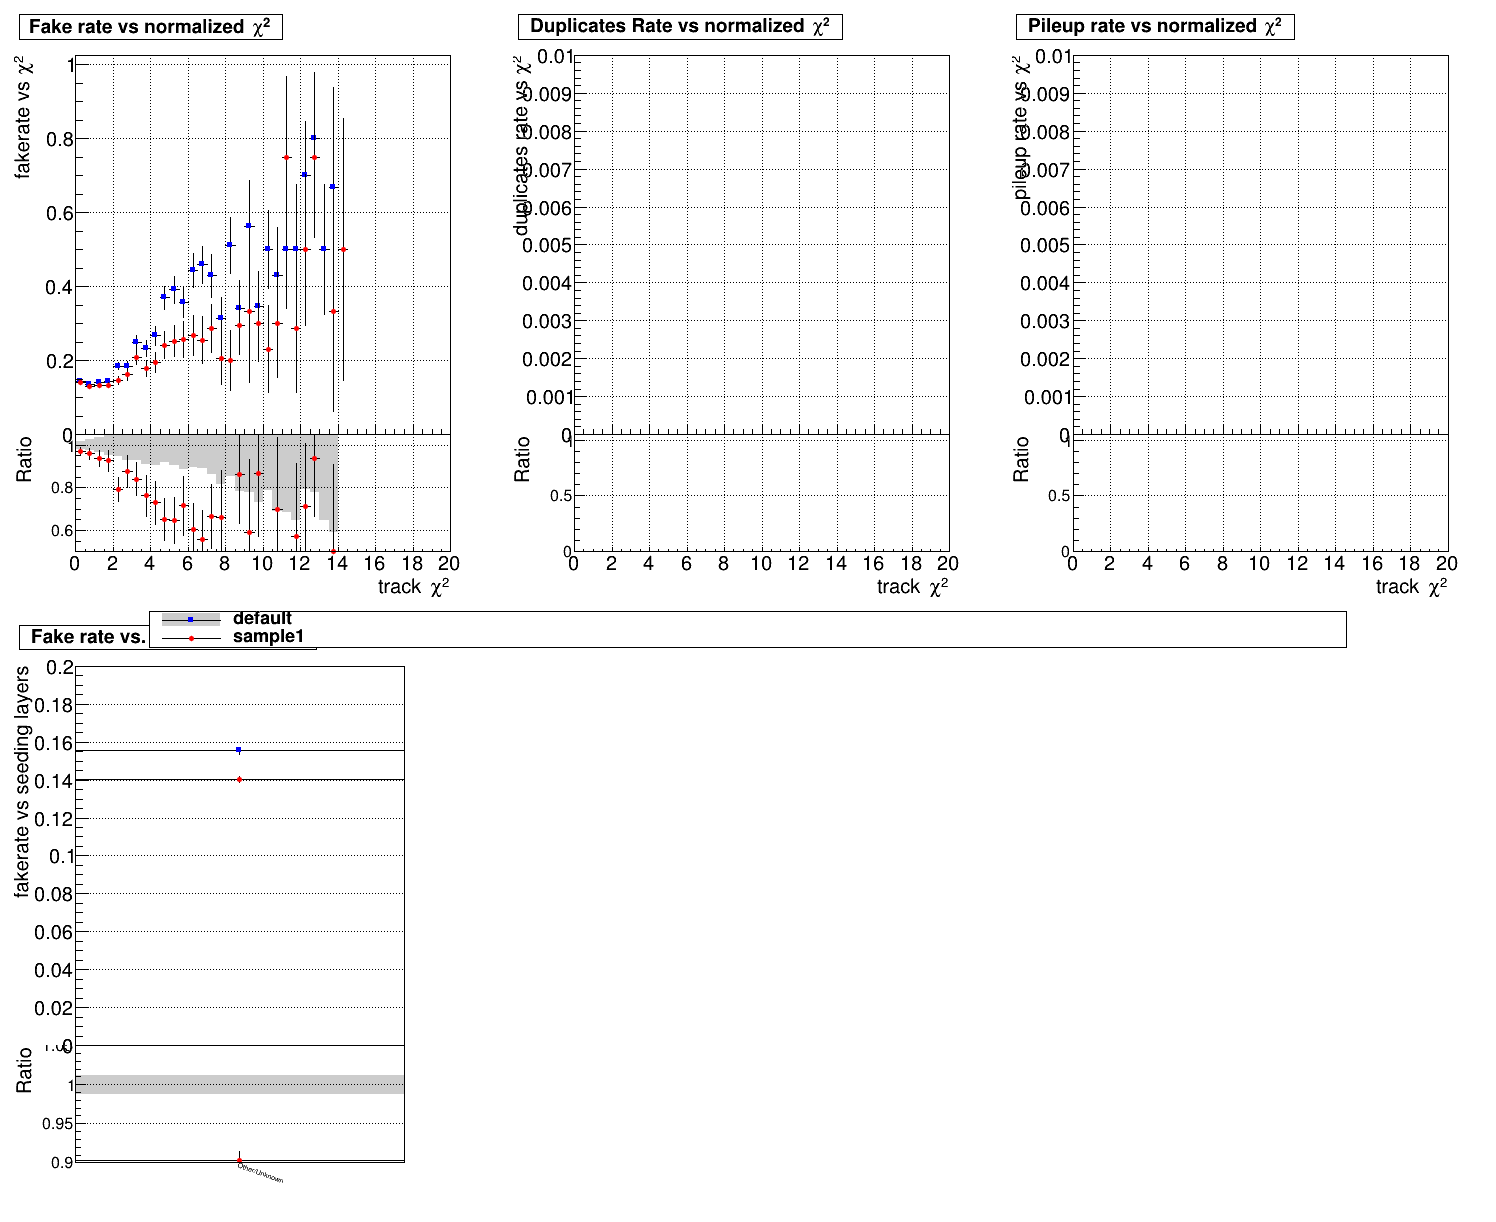 Fake rate vs normalized χ²
Duplicates Rate vs normalized χ²
Pileup rate vs normalized χ²
fakerate vs χ²
1
0.8
0.6
0.4
0.2
0
Ratio
1
0.8
0.6
0 2 4 6 8 10 12 14 16 18 20
track χ²
duplicates rate vs χ²
0.01
0.009
0.008
0.007
0.006
0.005
0.004
0.003
0.002
0.001
0
Ratio
1
0.5
0
0 2 4 6 8 10 12 14 16 18 20
track χ²
pileup rate vs χ²
0.01
0.009
0.008
0.007
0.006
0.005
0.004
0.003
0.002
0.001
0
Ratio
1
0.5
0
0 2 4 6 8 10 12 14 16 18 20
track χ²
default
sample1
Fake rate vs.
fakerate vs seeding layers
0.2
0.18
0.16
0.14
0.12
0.1
0.08
0.06
0.04
0.02
0
Ratio
1
0.95
0.9
Other/Unknown